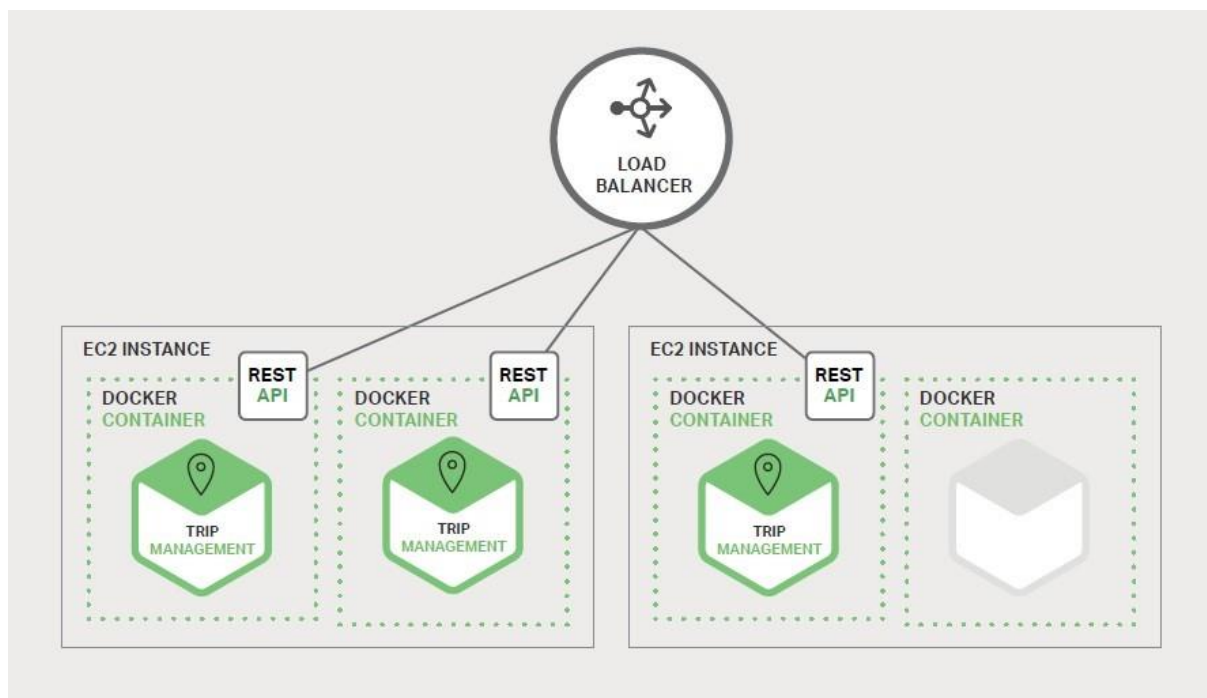 LOAD
BALANCER
EC2 INSTANCE
REST
API
DOCKER
CONTAINER
TRIP
MANAGEMENT
REST
API
DOCKER
CONTAINER
TRIP
MANAGEMENT
EC2 INSTANCE
REST
API
DOCKER
CONTAINER
TRIP
MANAGEMENT
DOCKER
CONTAINER